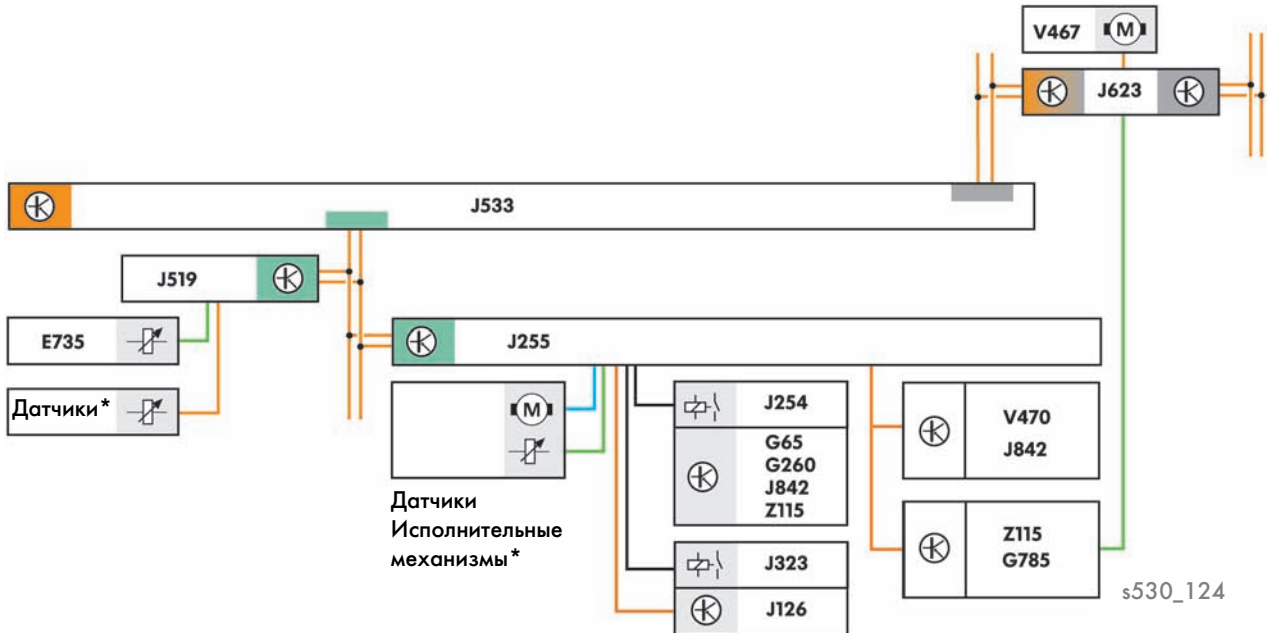 V467
M
J623
J533
J519
E735
J255
Датчики*
M
J254
V470
J842
G65
G260
J842
Z115
Датчики
Исполнительные
механизмы*
Z115
G785
J323
J126
s530_124